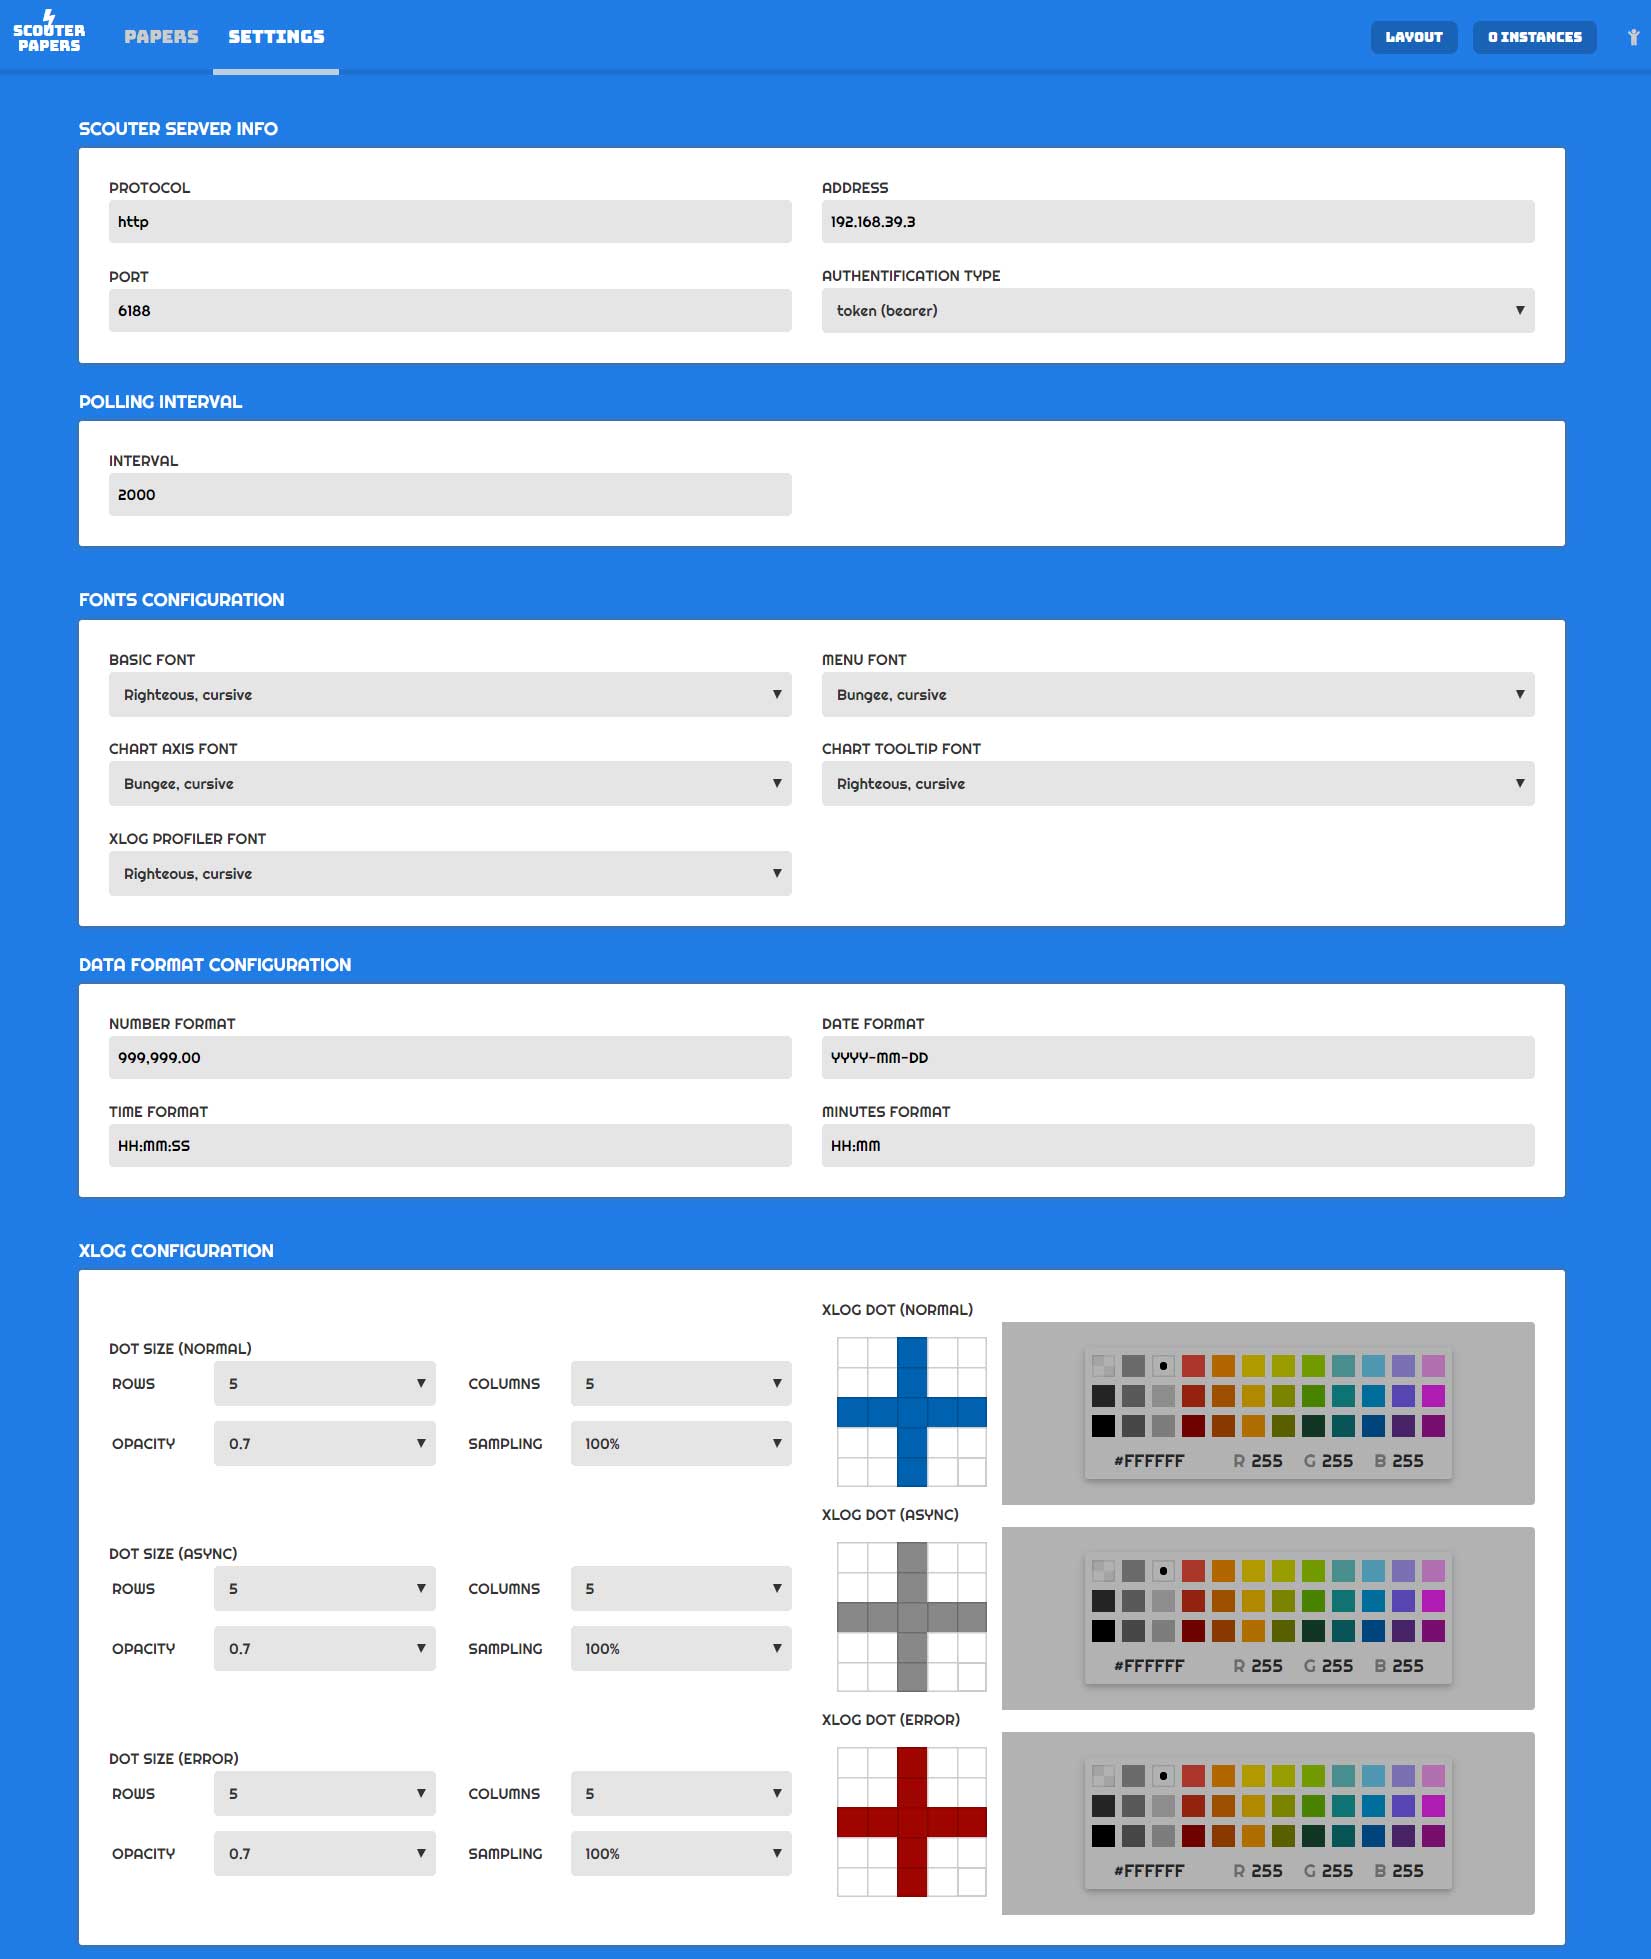 SCOUTER
PAPERS
PAPERS SETTINGS LAYOUT 0 INSTANCES
SCOUTER SERVER INFO
PROTOCOL ADDRESS
http 192.168.39.3
PORT AUTHENTIFICATION TYPE
6188 token (bearer)
POLLING INTERVAL
INTERVAL
2000
FONTS CONFIGURATION
BASIC FONT MENU FONT
Righteous, cursive Bungee, cursive
CHART AXIS FONT CHART TOOLTIP FONT
Bungee, cursive Righteous, cursive
XLOG PROFILER FONT
Righteous, cursive
DATA FORMAT CONFIGURATION
NUMBER FORMAT DATE FORMAT
999,999.00 YYYY-MM-DD
TIME FORMAT MINUTES FORMAT
HH:MM:SS HH:MM
XLOG CONFIGURATION
XLOG DOT (NORMAL)
DOT SIZE (NORMAL)
ROWS 5 COLUMNS 5
OPACITY 0.7 SAMPLING 100%
#FFFFFF R 255 G 255 B 255
XLOG DOT (ASYNC)
DOT SIZE (ASYNC)
ROWS 5 COLUMNS 5
OPACITY 0.7 SAMPLING 100%
#FFFFFF R 255 G 255 B 255
XLOG DOT (ERROR)
DOT SIZE (ERROR)
ROWS 5 COLUMNS 5
OPACITY 0.7 SAMPLING 100%
#FFFFFF R 255 G 255 B 255